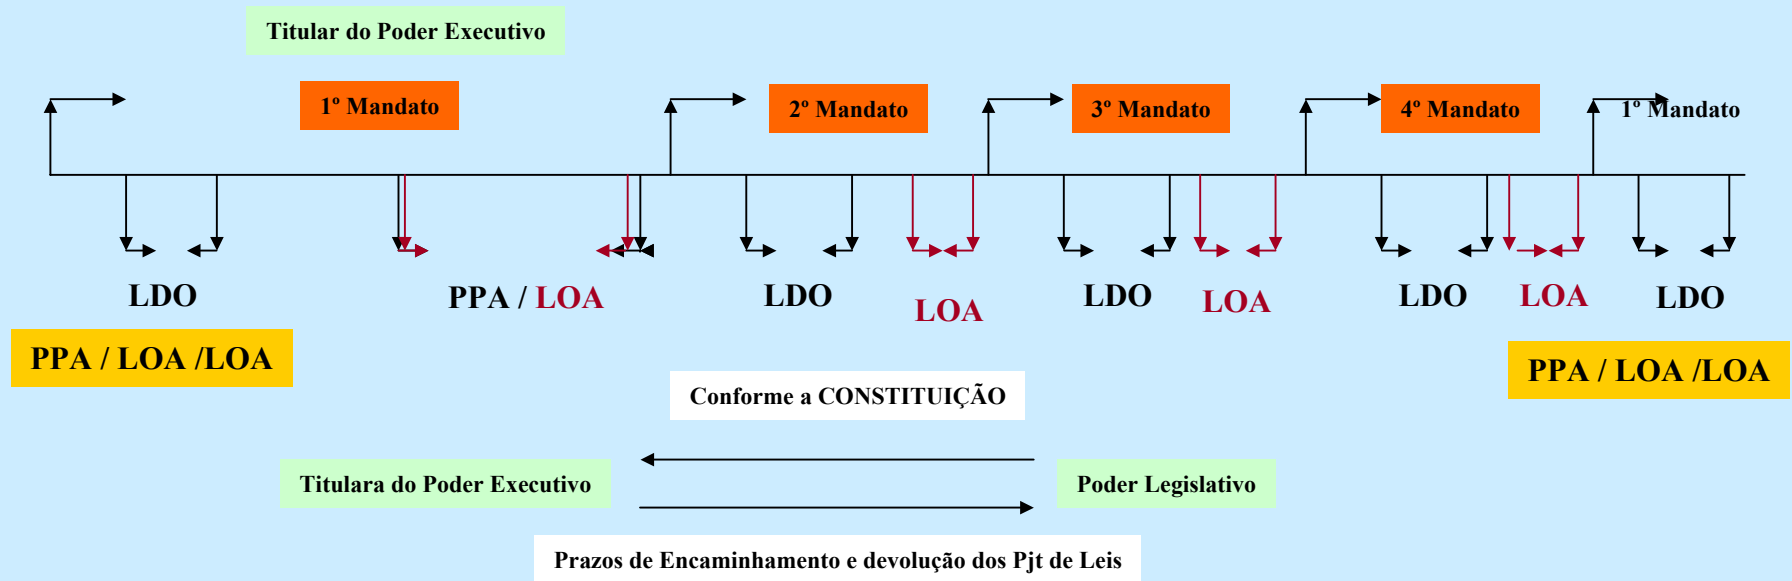 Titular do Poder Executivo
1º Mandato
2º Mandato
3º Mandato
4º Mandato
1º Mandato
LDO
PPA / LOA
LDO
LOA
LDO
LOA
LDO
LOA
LDO
PPA / LOA /LOA
PPA / LOA /LOA
Conforme a CONSTITUIÇÃO
Titulara do Poder Executivo
Poder Legislativo
Prazos de Encaminhamento e devolução dos Pjt de Leis